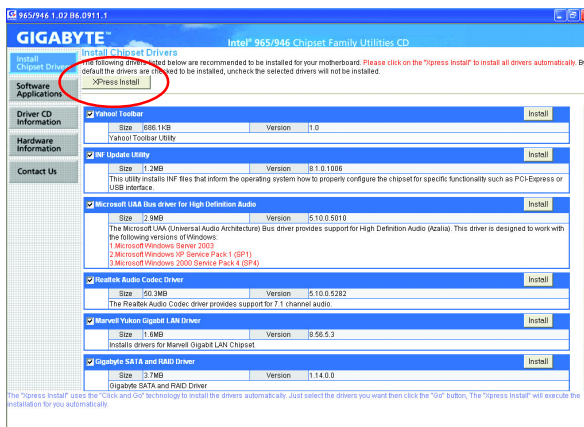 965/946 1.02 B6.0911.1
GIGABYTE™
Intel® 965/946 Chipset Family Utilities CD
Install Chipset Drivers
Install
Chipset Drivers
The following drivers listed below are recommended to be installed for your motherboard. Please click on the "Xpress Install" to install all drivers automatically. By
default the drivers are checked to be installed, uncheck the selected drivers will not be installed.
XPress Install
Software
Applications
Driver CD
Information
Hardware
Information
Contact Us
Yahoo! Toolbar
Install
Size 686.1KB Version 1.0
Yahoo! Toolbar Utility
INF Update Utility
Install
Size 1.2MB Version 8.1.0.1006
This utility installs INF files that inform the operating system how to properly configure the chipset for specific functionality such as PCI-Express or
USB interface.
Microsoft UAA Bus driver for High Definition Audio
Install
Size 2.9MB Version 5.10.0.5010
The Microsoft UAA (Universal Audio Architecture) Bus driver provides support for High Definition Audio (Azalia). This driver is designed to work with
the following versions of Windows:
1.Microsoft Windows Server 2003
2.Microsoft Windows XP Service Pack 1 (SP1)
3.Microsoft Windows 2000 Service Pack 4 (SP4)
Realtek Audio Codec Driver
Install
Size 50.3MB Version 5.10.0.5282
The Realtek Audio Codec driver provides support for 7.1 channel audio.
Marvell Yukon Gigabit LAN Driver
Install
Size 1.6MB Version 8.56.5.3
Installs drivers for Marvell Gigabit LAN Chipset
Gigabyte SATA and RAID Driver
Install
Size 3.7MB Version 1.14.0.0
Gigabyte SATA and RAID Driver
The "Xpress Install" uses the "Click and Go" technology to install the drivers automatically. Just select the drivers you want then click the "Go" button, The "Xpress Install" will execute the
installation for you automatically.